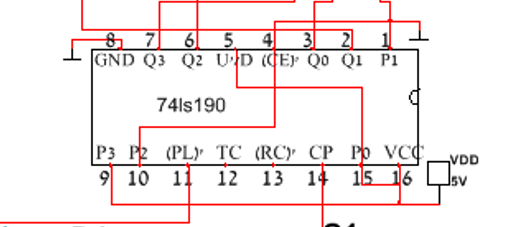 8 7 6 5 4 3 2 1
GND Q3 Q2 U/D (CE)' Q0 Q1 P1
74ls190
P3 P2 (PL)' TC (RC)' CP P0 VCC
VDD
9 10 11 12 13 14 15 16
5V